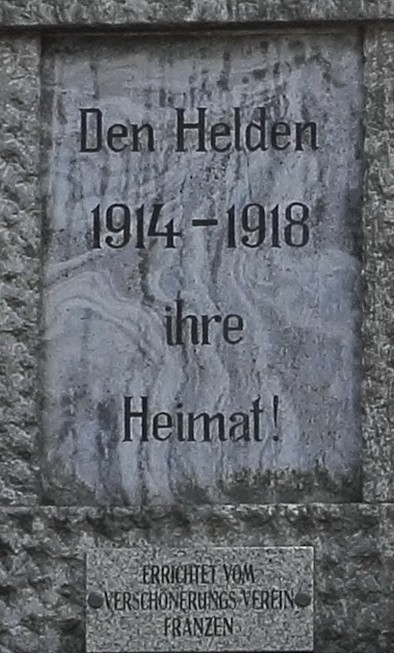 Den Helden
1914-1918
ihre
Heimat!
ERRICHTET VOM
VERSCHÖNERUNGS-VEREIN
FRANZEN